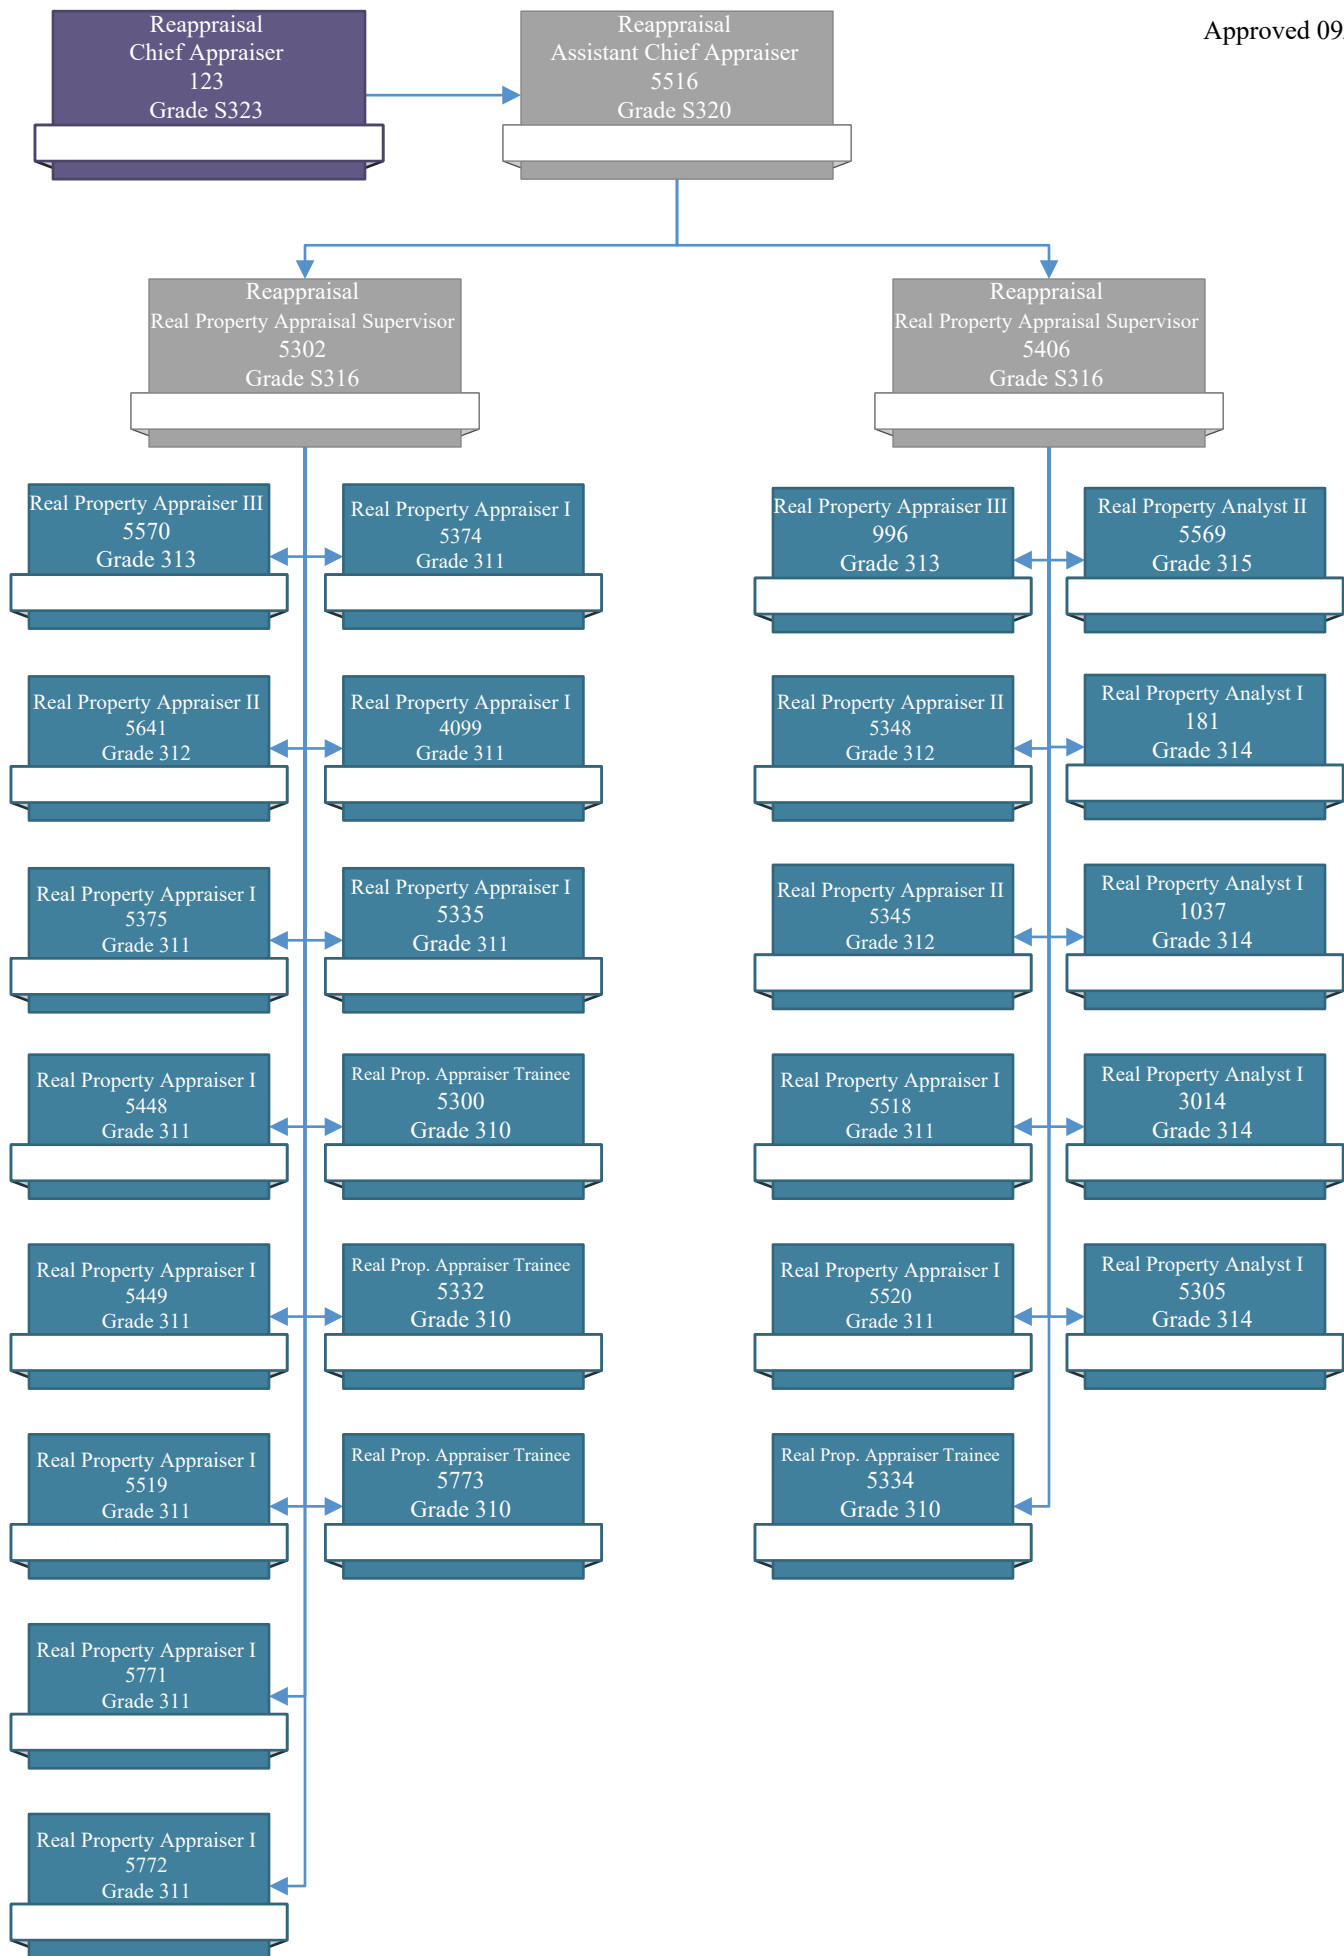 Reappraisal
Chief Appraiser
123
Grade S323
Reappraisal
Assistant Chief Appraiser
5516
Grade S320
Approved 09
Reappraisal
Real Property Appraisal Supervisor
5302
Grade S316
Reappraisal
Real Property Appraisal Supervisor
5406
Grade S316
Real Property Appraiser III
5570
Grade 313
Real Property Appraiser I
5374
Grade 311
Real Property Appraiser III
996
Grade 313
Real Property Analyst II
5569
Grade 315
Real Property Appraiser II
5641
Grade 312
Real Property Appraiser I
4099
Grade 311
Real Property Appraiser II
5348
Grade 312
Real Property Analyst I
181
Grade 314
Real Property Appraiser I
5375
Grade 311
Real Property Appraiser I
5335
Grade 311
Real Property Appraiser II
5345
Grade 312
Real Property Analyst I
1037
Grade 314
Real Property Appraiser I
5448
Grade 311
Real Prop. Appraiser Trainee
5300
Grade 310
Real Property Appraiser I
5518
Grade 311
Real Property Analyst I
3014
Grade 314
Real Property Appraiser I
5449
Grade 311
Real Prop. Appraiser Trainee
5332
Grade 310
Real Property Appraiser I
5520
Grade 311
Real Property Analyst I
5305
Grade 314
Real Property Appraiser I
5519
Grade 311
Real Prop. Appraiser Trainee
5773
Grade 310
Real Prop. Appraiser Trainee
5334
Grade 310
Real Property Appraiser I
5771
Grade 311
Real Property Appraiser I
5772
Grade 311